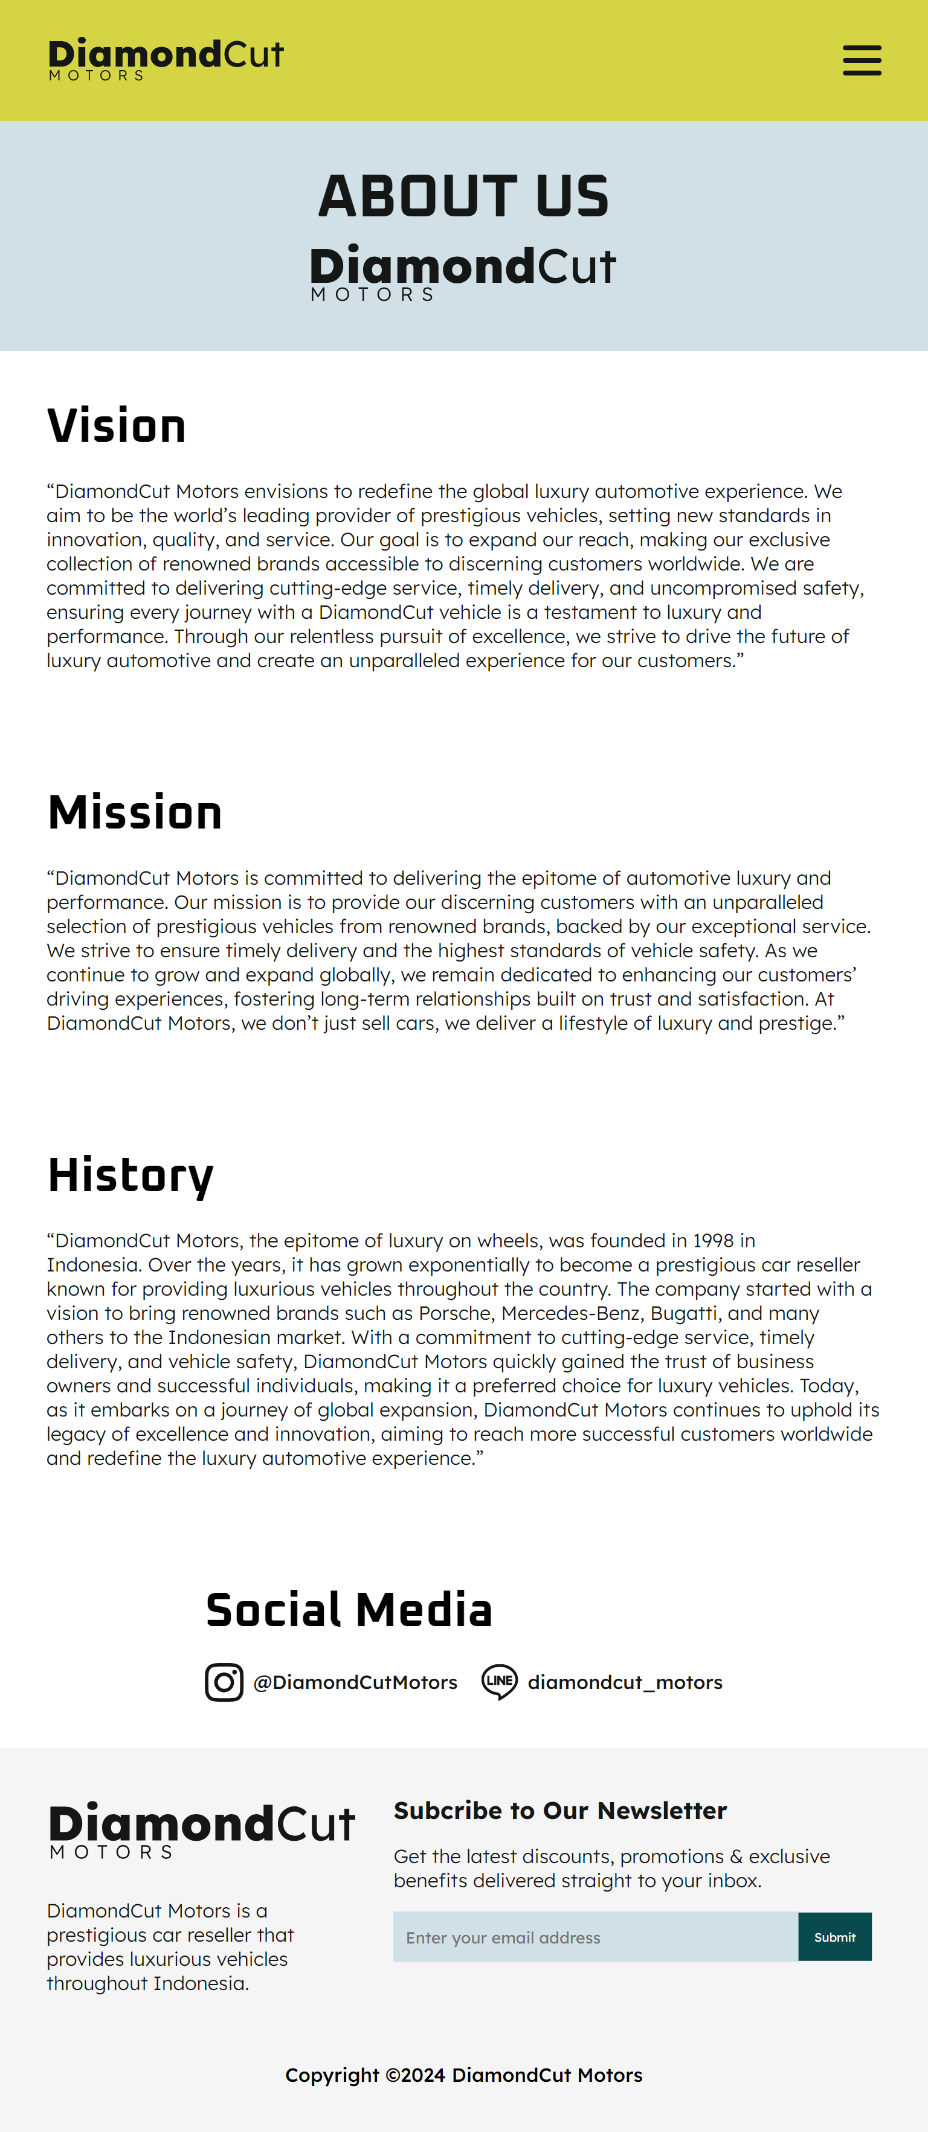 DiamondCut
MOTORS
ABOUT US
DiamondCut
MOTORS
Vision
“DiamondCut Motors envisions to redefine the global luxury automotive experience. We
aim to be the world’s leading provider of prestigious vehicles, setting new standards in
innovation, quality, and service. Our goal is to expand our reach, making our exclusive
collection of renowned brands accessible to discerning customers worldwide. We are
committed to delivering cutting-edge service, timely delivery, and uncompromised safety,
ensuring every journey with a DiamondCut vehicle is a testament to luxury and
performance. Through our relentless pursuit of excellence, we strive to drive the future of
luxury automotive and create an unparalleled experience for our customers.”
Mission
“DiamondCut Motors is committed to delivering the epitome of automotive luxury and
performance. Our mission is to provide our discerning customers with an unparalleled
selection of prestigious vehicles from renowned brands, backed by our exceptional service.
We strive to ensure timely delivery and the highest standards of vehicle safety. As we
continue to grow and expand globally, we remain dedicated to enhancing our customers’
driving experiences, fostering long-term relationships built on trust and satisfaction. At
DiamondCut Motors, we don’t just sell cars, we deliver a lifestyle of luxury and prestige.”
History
“DiamondCut Motors, the epitome of luxury on wheels, was founded in 1998 in
Indonesia. Over the years, it has grown exponentially to become a prestigious car reseller
known for providing luxurious vehicles throughout the country. The company started with a
vision to bring renowned brands such as Porsche, Mercedes-Benz, Bugatti, and many
others to the Indonesian market. With a commitment to cutting-edge service, timely
delivery, and vehicle safety, DiamondCut Motors quickly gained the trust of business
owners and successful individuals, making it a preferred choice for luxury vehicles. Today,
as it embarks on a journey of global expansion, DiamondCut Motors continues to uphold its
legacy of excellence and innovation, aiming to reach more successful customers worldwide
and redefine the luxury automotive experience.”
Social Media
@DiamondCutMotors LINE diamondcut_motors
DiamondCut
MOTORS
DiamondCut Motors is a
prestigious car reseller that
provides luxurious vehicles
throughout Indonesia.
Subcribe to Our Newsletter
Get the latest discounts, promotions & exclusive
benefits delivered straight to your inbox.
Enter your email address Submit
Copyright ©2024 DiamondCut Motors